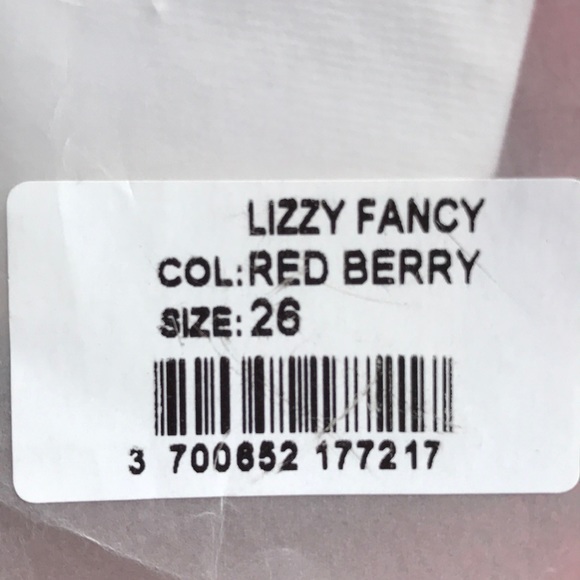 LIZZY FANCY
COL:RED BERRY
SIZE: 26
3 700652 177217